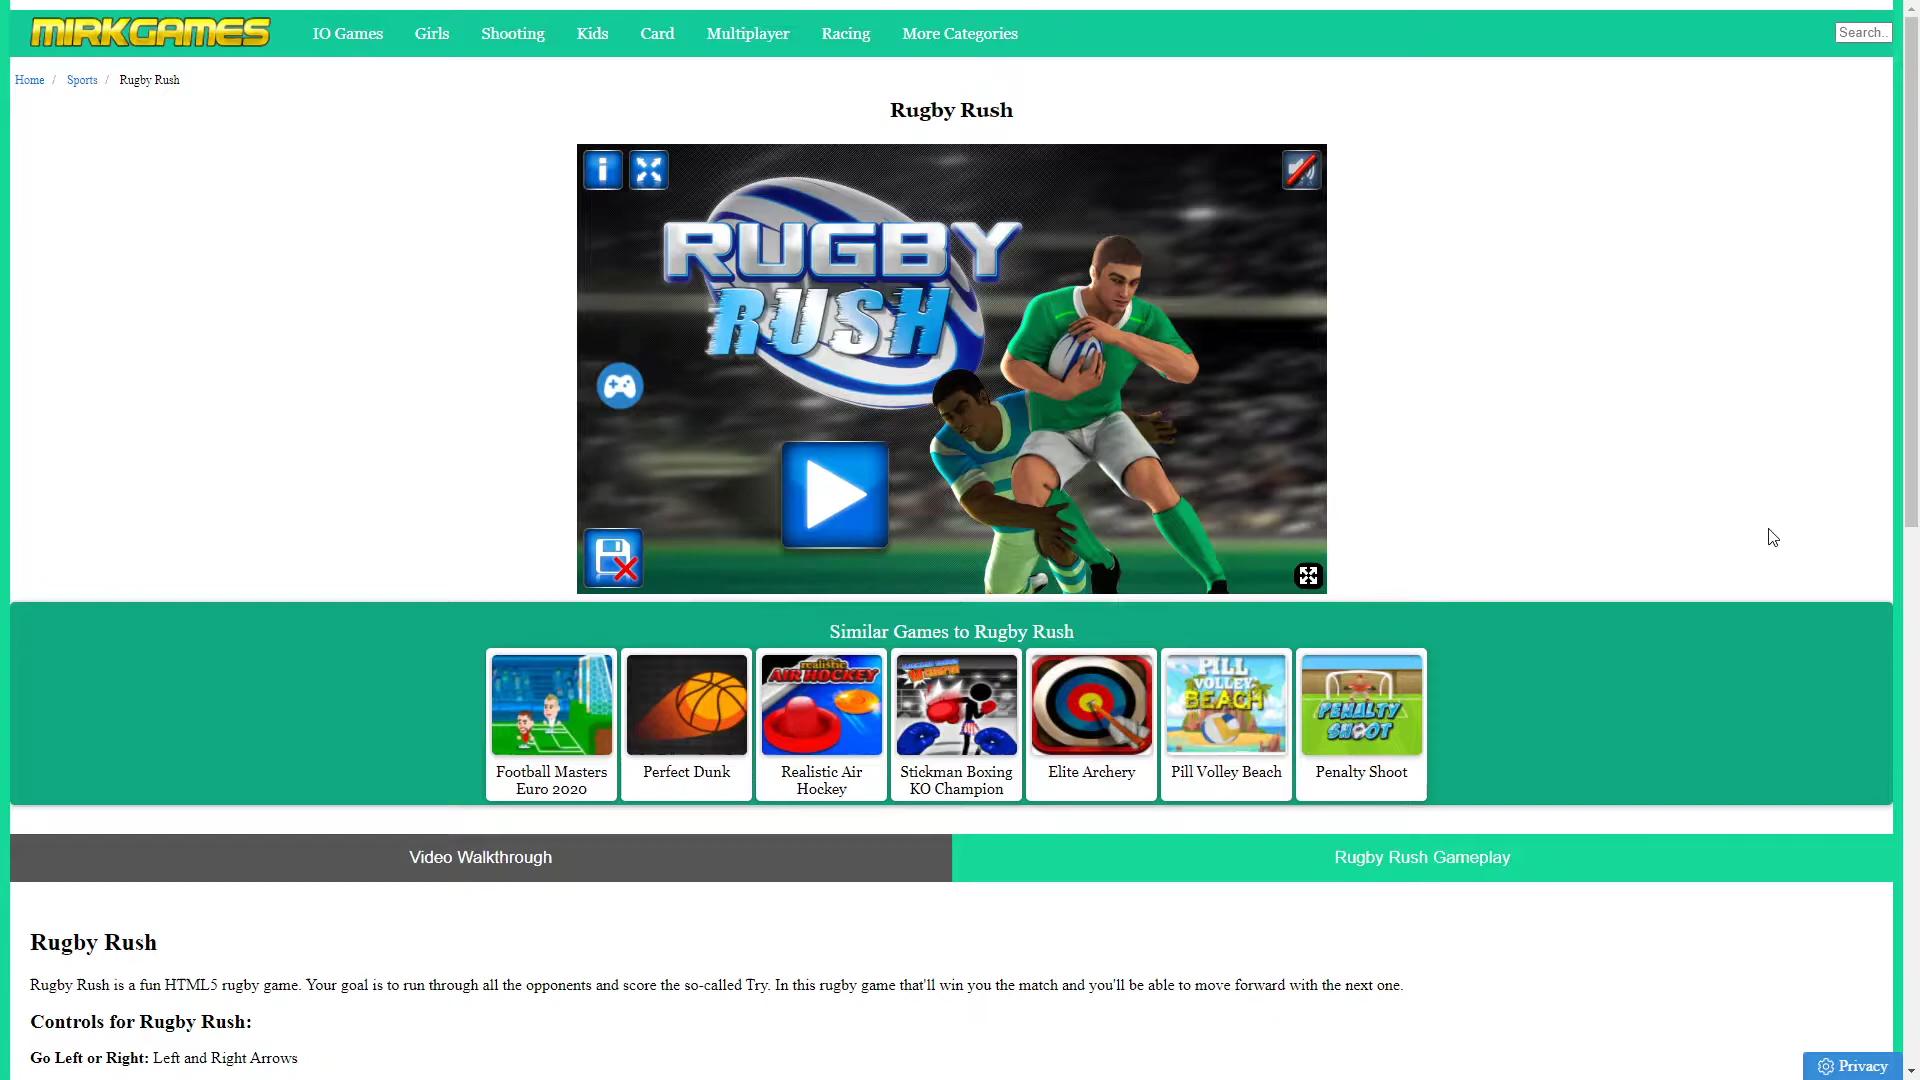 MIRKGAMES
IO Games Girls Shooting Kids Card Multiplayer Racing More Categories
Search..
Home / Sports / Rugby Rush
Rugby Rush
i
RUGBY
RUSH
Similar Games to Rugby Rush
realistic
AIR HOCKEY
PILL
VOLLEY
BEACH
PENALTY
SHOOT
Football Masters
Euro 2020
Perfect Dunk
Realistic Air
Hockey
Stickman Boxing
KO Champion
Elite Archery
Pill Volley Beach
Penalty Shoot
Video Walkthrough
Rugby Rush Gameplay
Rugby Rush
Rugby Rush is a fun HTML5 rugby game. Your goal is to run through all the opponents and score the so-called Try. In this rugby game that'll win you the match and you'll be able to move forward with the next one.
Controls for Rugby Rush:
Go Left or Right: Left and Right Arrows
Privacy